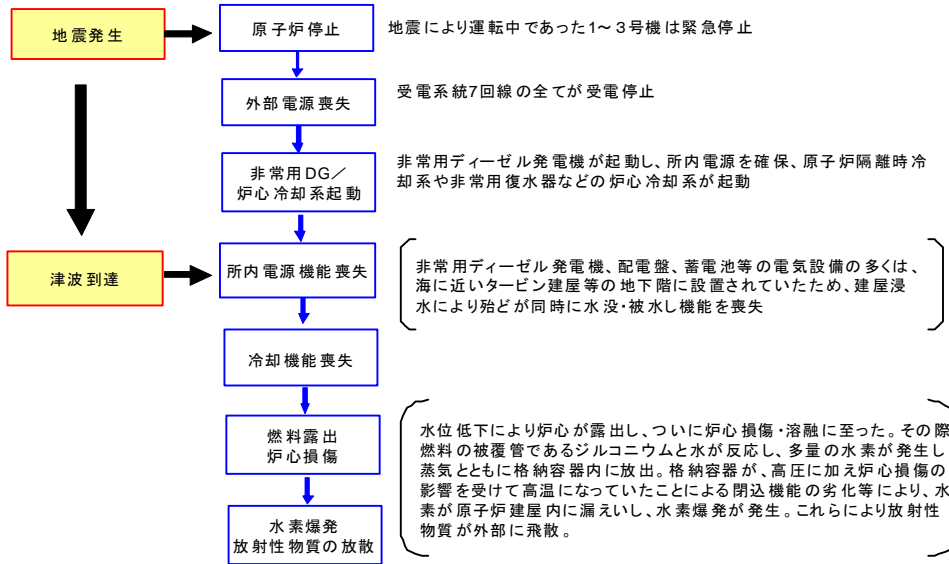 地震発生
原子炉停止
地震により運転中であった1～3号機は緊急停止
外部電源喪失
受電系統7回線の全てが受電停止
非常用DG／
炉心冷却系起動
非常用ディーゼル発電機が起動し、所内電源を確保、原子炉隔離時冷
却系や非常用復水器などの炉心冷却系が起動
津波到達
所内電源機能喪失
非常用ディーゼル発電機、配電盤、蓄電池等の電気設備の多くは、
海に近いタービン建屋等の地下階に設置されていたため、建屋浸
水により殆どが同時に水没・被水し機能を喪失
冷却機能喪失
燃料露出
炉心損傷
水位低下により炉心が露出し、ついに炉心損傷・溶融に至った。その際
燃料の被覆管であるジルコニウムと水が反応し、多量の水素が発生し
蒸気とともに格納容器内に放出。格納容器が、高圧に加え炉心損傷の
影響を受けて高温になっていたことによる閉込機能の劣化等により、水
素が原子炉建屋内に漏えいし、水素爆発が発生。これらにより放射性
物質が外部に飛散。
水素爆発
放射性物質の放散